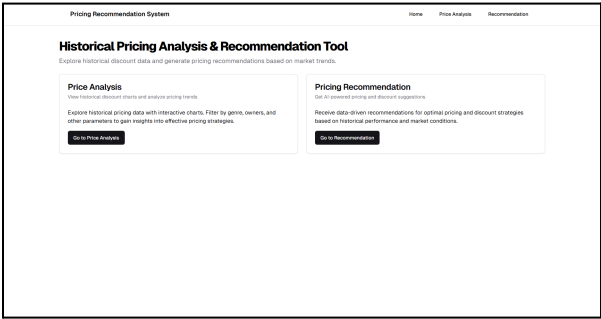 Pricing Recommendation System
Home Price Analysis Recommendation
Historical Pricing Analysis & Recommendation Tool
Explore historical discount data and generate pricing recommendations based on market trends.
Price Analysis
View historical discount charts and analyze pricing trends
Explore historical pricing data with interactive charts. Filter by genre, owners, and
other parameters to gain insights into effective pricing strategies.
Go to Price Analysis
Pricing Recommendation
Get AI-powered pricing and discount suggestions
Receive data-driven recommendations for optimal pricing and discount strategies
based on historical performance and market conditions.
Go to Recommendation